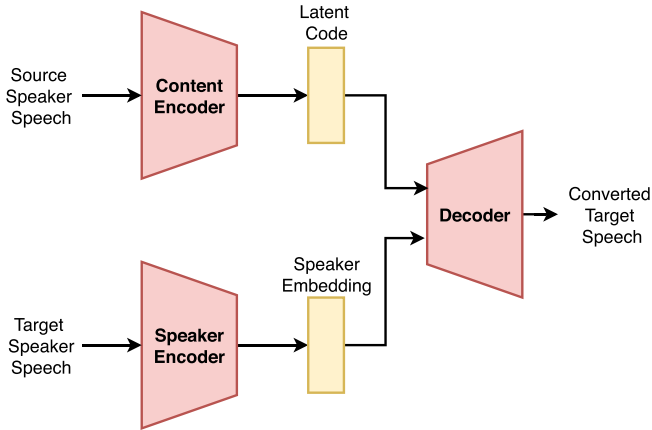 Source
Speaker
Speech
Content
Encoder
Latent
Code
Target
Speaker
Speech
Speaker
Encoder
Speaker
Embedding
Decoder
Converted
Target
Speech